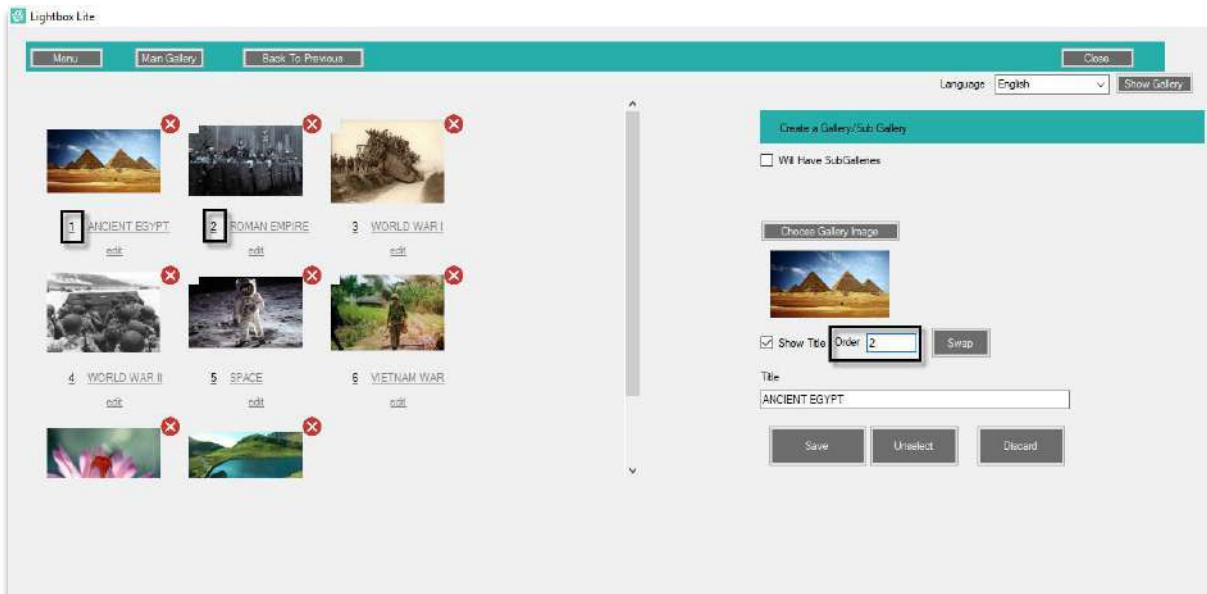 Lightbox Lite
Menu Main Gallery Back To Previous Close
Language English Show Gallery
Create a Gallery/Sub Gallery
Will Have SubGalleries
1 ANCIENT EGYPT 2 ROMAN EMPIRE 3 WORLD WAR I
edit edit edit
Choose Gallery Image
Show Title Order 2 Swap
4 WORLD WAR II 5 SPACE 6 VIETNAM WAR
edit edit edit
Title
ANCIENT EGYPT
Save Unselect Discard